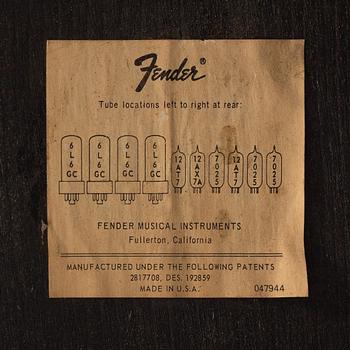 Fender®
Tube locations left to right at rear:
6L6GC 6L6GC 6L6GC 6L6GC 12AT7 12AX7A 7025 12AT7 7025 7025
FENDER MUSICAL INSTRUMENTS
Fullerton, California
MANUFACTURED UNDER THE FOLLOWING PATENTS
2817708, DES. 192859
MADE IN U.S.A. 047944